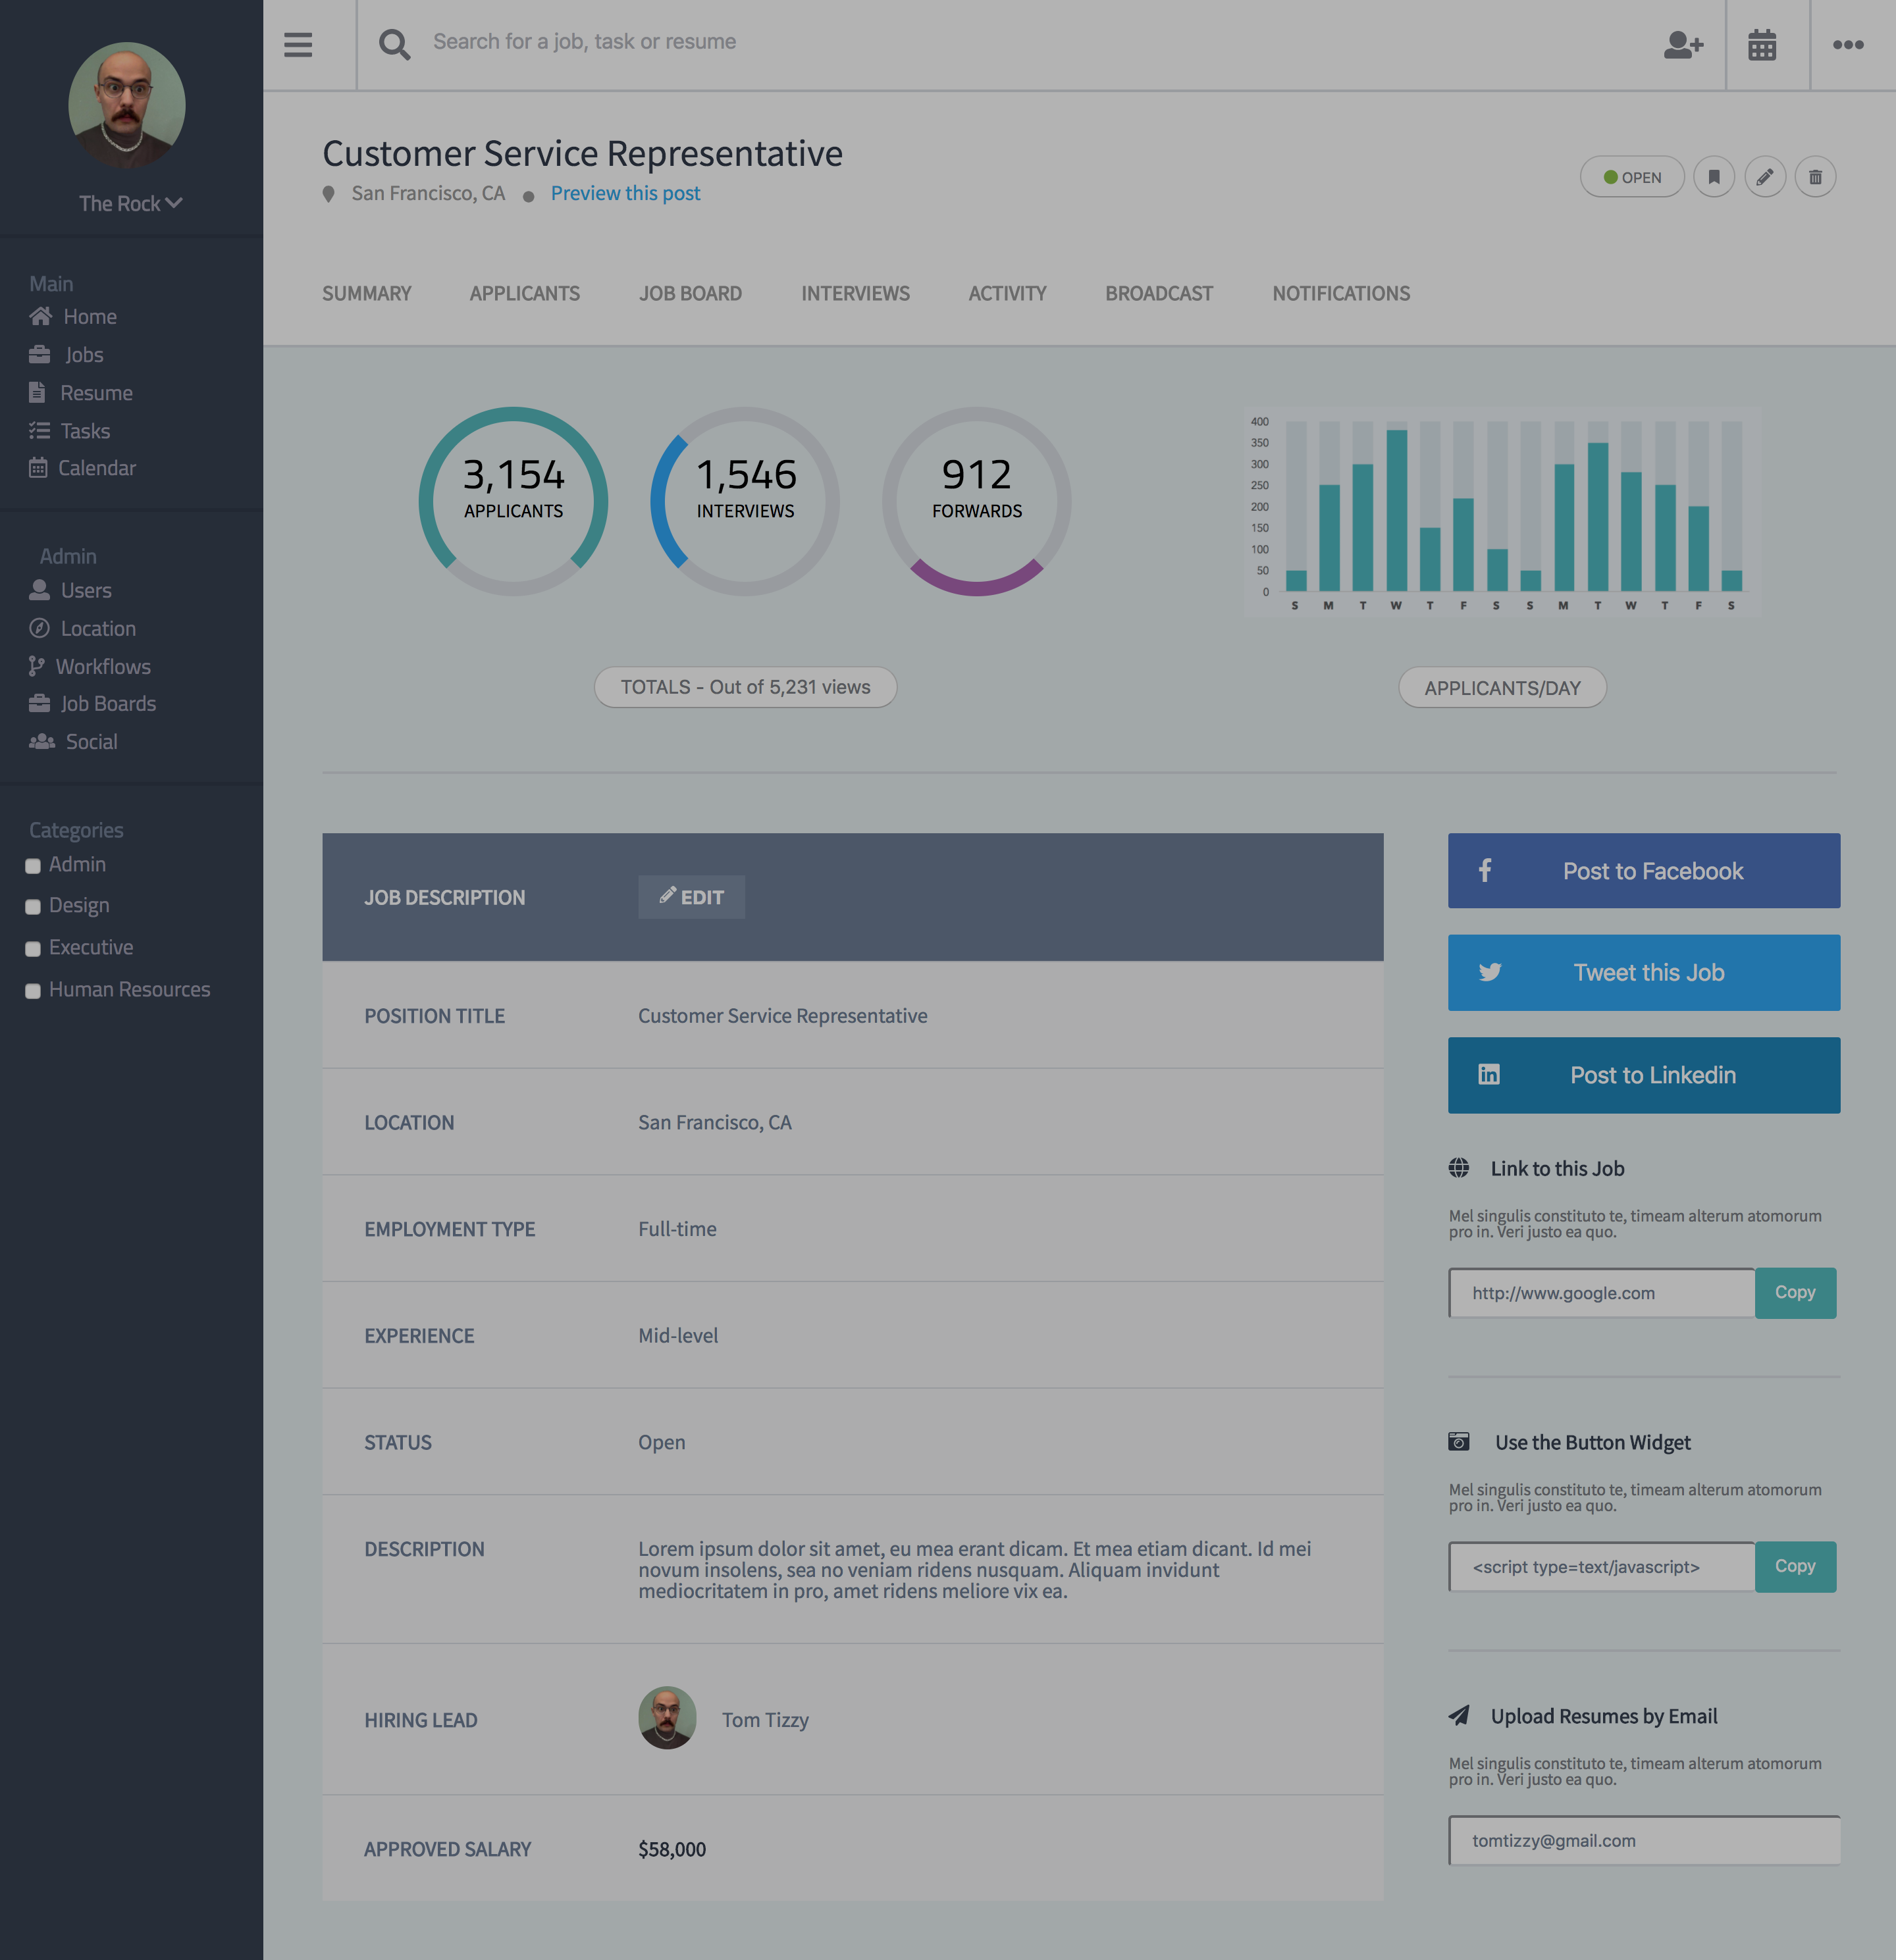 The Rock
Main
Home
Jobs
Resume
Tasks
Calendar
Admin
Users
Location
Workflows
Job Boards
Social
Categories
Admin
Design
Executive
Human Resources
Search for a job, task or resume
Customer Service Representative
San Francisco, CA
Preview this post
OPEN
SUMMARY
APPLICANTS
JOB BOARD
INTERVIEWS
ACTIVITY
BROADCAST
NOTIFICATIONS
3,154
APPLICANTS
1,546
INTERVIEWS
912
FORWARDS
TOTALS - Out of 5,231 views
400
350
300
250
200
150
100
50
0
S M T W T F S S M T W T F S
APPLICANTS/DAY
JOB DESCRIPTION
EDIT
POSITION TITLE
Customer Service Representative
LOCATION
San Francisco, CA
EMPLOYMENT TYPE
Full-time
EXPERIENCE
Mid-level
STATUS
Open
DESCRIPTION
Lorem ipsum dolor sit amet, eu mea erant dicam. Et mea etiam dicant. Id mei
novum insolens, sea no veniam ridens nusquam. Aliquam invidunt
mediocritatem in pro, amet ridens meliore vix ea.
HIRING LEAD
Tom Tizzy
APPROVED SALARY
$58,000
Post to Facebook
Tweet this Job
Post to Linkedin
Link to this Job
Mel singulis constituto te, timeam alterum atomorum
pro in. Veri justo ea quo.
http://www.google.com
Copy
Use the Button Widget
Mel singulis constituto te, timeam alterum atomorum
pro in. Veri justo ea quo.
<script type=text/javascript>
Copy
Upload Resumes by Email
Mel singulis constituto te, timeam alterum atomorum
pro in. Veri justo ea quo.
tomtizzy@gmail.com